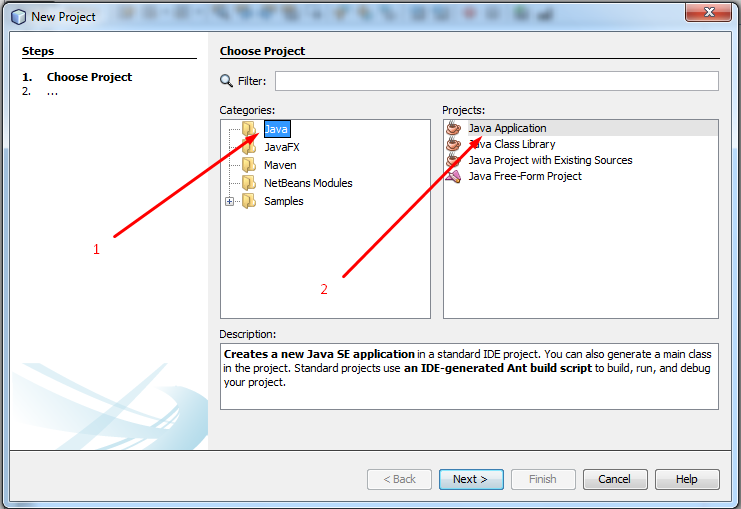 New Project
Steps
1. Choose Project
2. ...
Choose Project
Filter:
Categories:
Java
JavaFX
Maven
NetBeans Modules
Samples
Projects:
Java Application
Java Class Library
Java Project with Existing Sources
Java Free-Form Project
1
2
Description:
Creates a new Java SE application in a standard IDE project. You can also generate a main class
in the project. Standard projects use an IDE-generated Ant build script to build, run, and debug
your project.
< Back
Next >
Finish
Cancel
Help